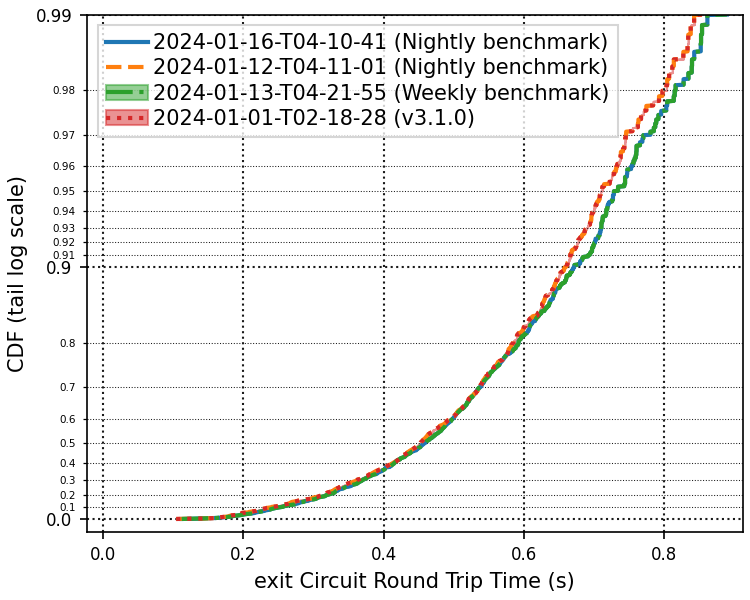 0.99
2024-01-16-T04-10-41 (Nightly benchmark)
2024-01-12-T04-11-01 (Nightly benchmark)
2024-01-13-T04-21-55 (Weekly benchmark)
2024-01-01-T02-18-28 (v3.1.0)
0.98
0.97
0.96
0.95
0.94
0.93
0.92
0.91
0.9
0.8
0.7
0.6
0.5
0.4
0.3
0.2
0.1
0.0
CDF (tail log scale)
0.0 0.2 0.4 0.6 0.8
exit Circuit Round Trip Time (s)